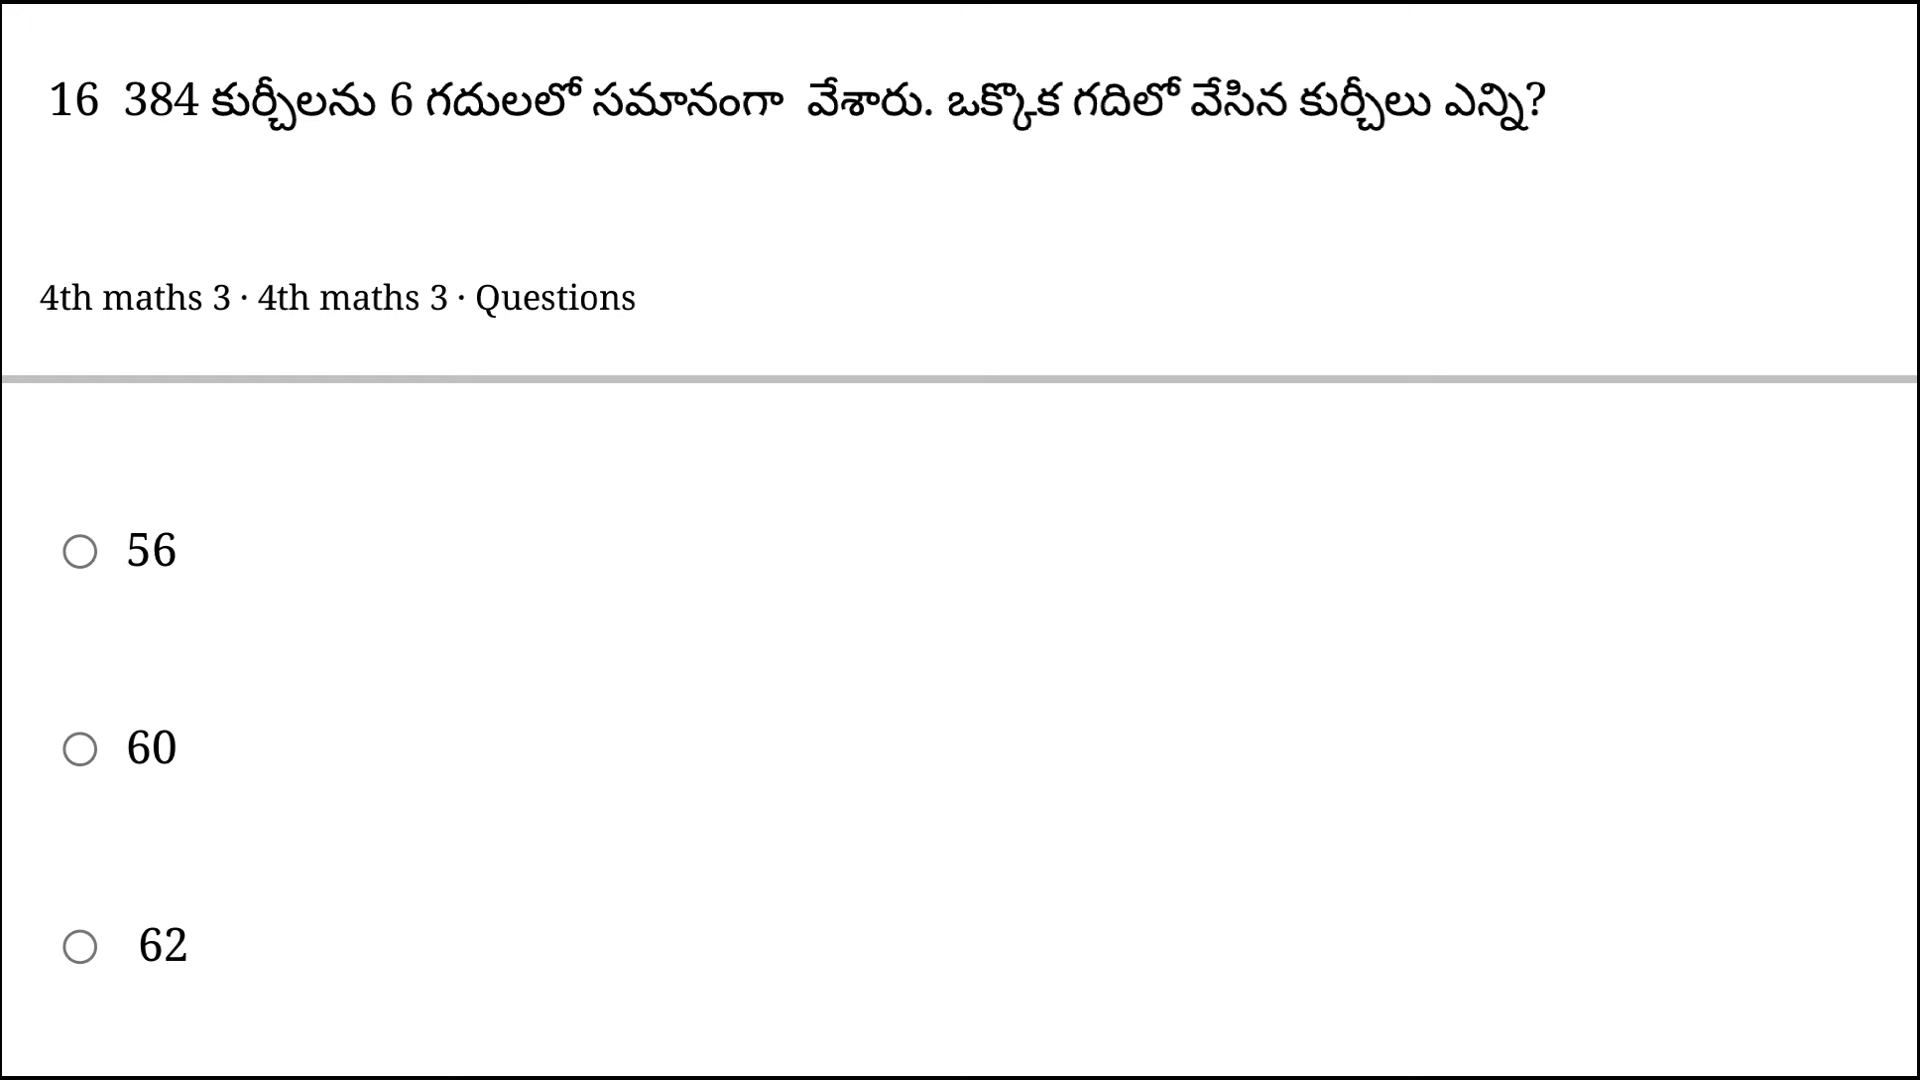 16  384 కుర్చీలను 6 గదులలో సమానంగా  వేశారు. ఒక్కొక గదిలో వేసిన కుర్చీలు ఎన్ని?
4th maths 3 · 4th maths 3 · Questions
56
60
62